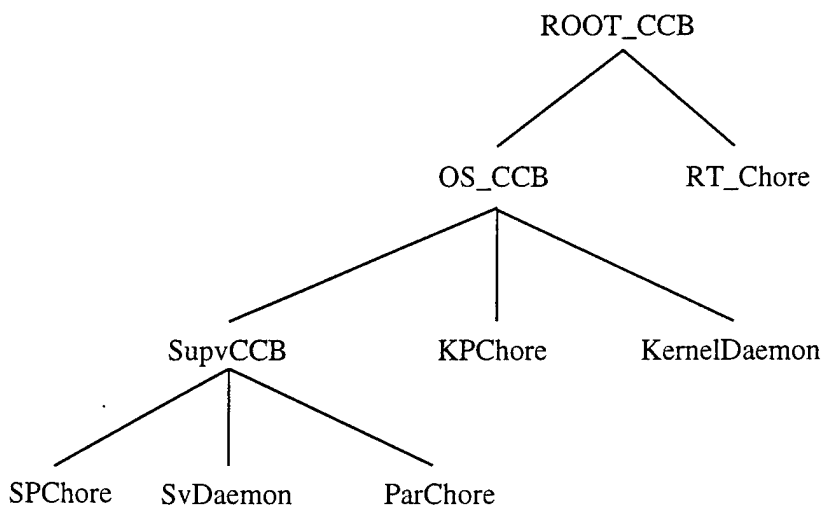 ROOT_CCB
OS_CCB RT_Chore
SupvCCB KPChore KernelDaemon
SPChore SvDaemon ParChore